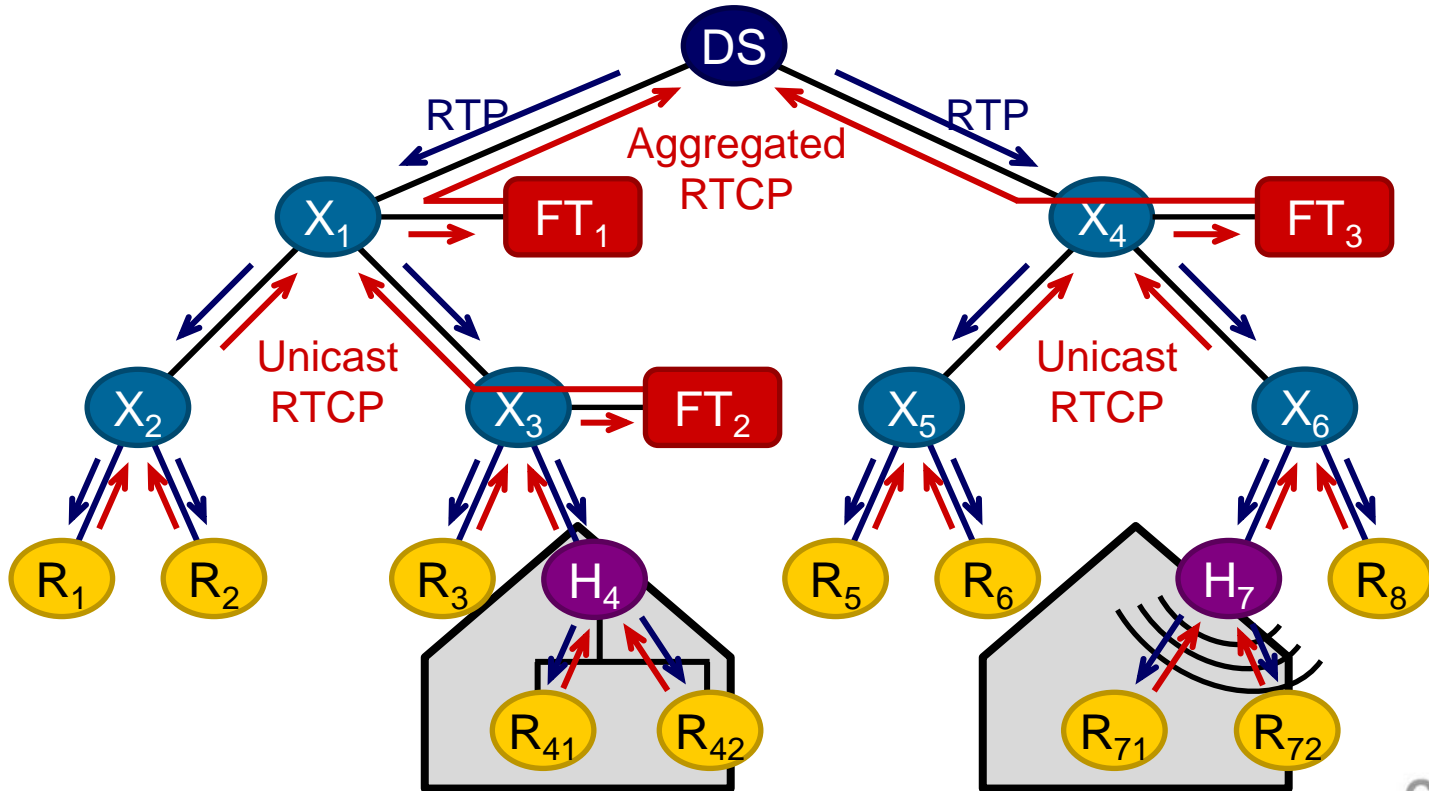 DS
RTP
RTP
Aggregated
RTCP
X₁
FT₁
X₄
FT₃
Unicast
RTCP
Unicast
RTCP
X₂
X₃
FT₂
X₅
X₆
R₁
R₂
R₃
H₄
R₅
R₆
H₇
R₈
R₄₁
R₄₂
R₇₁
R₇₂